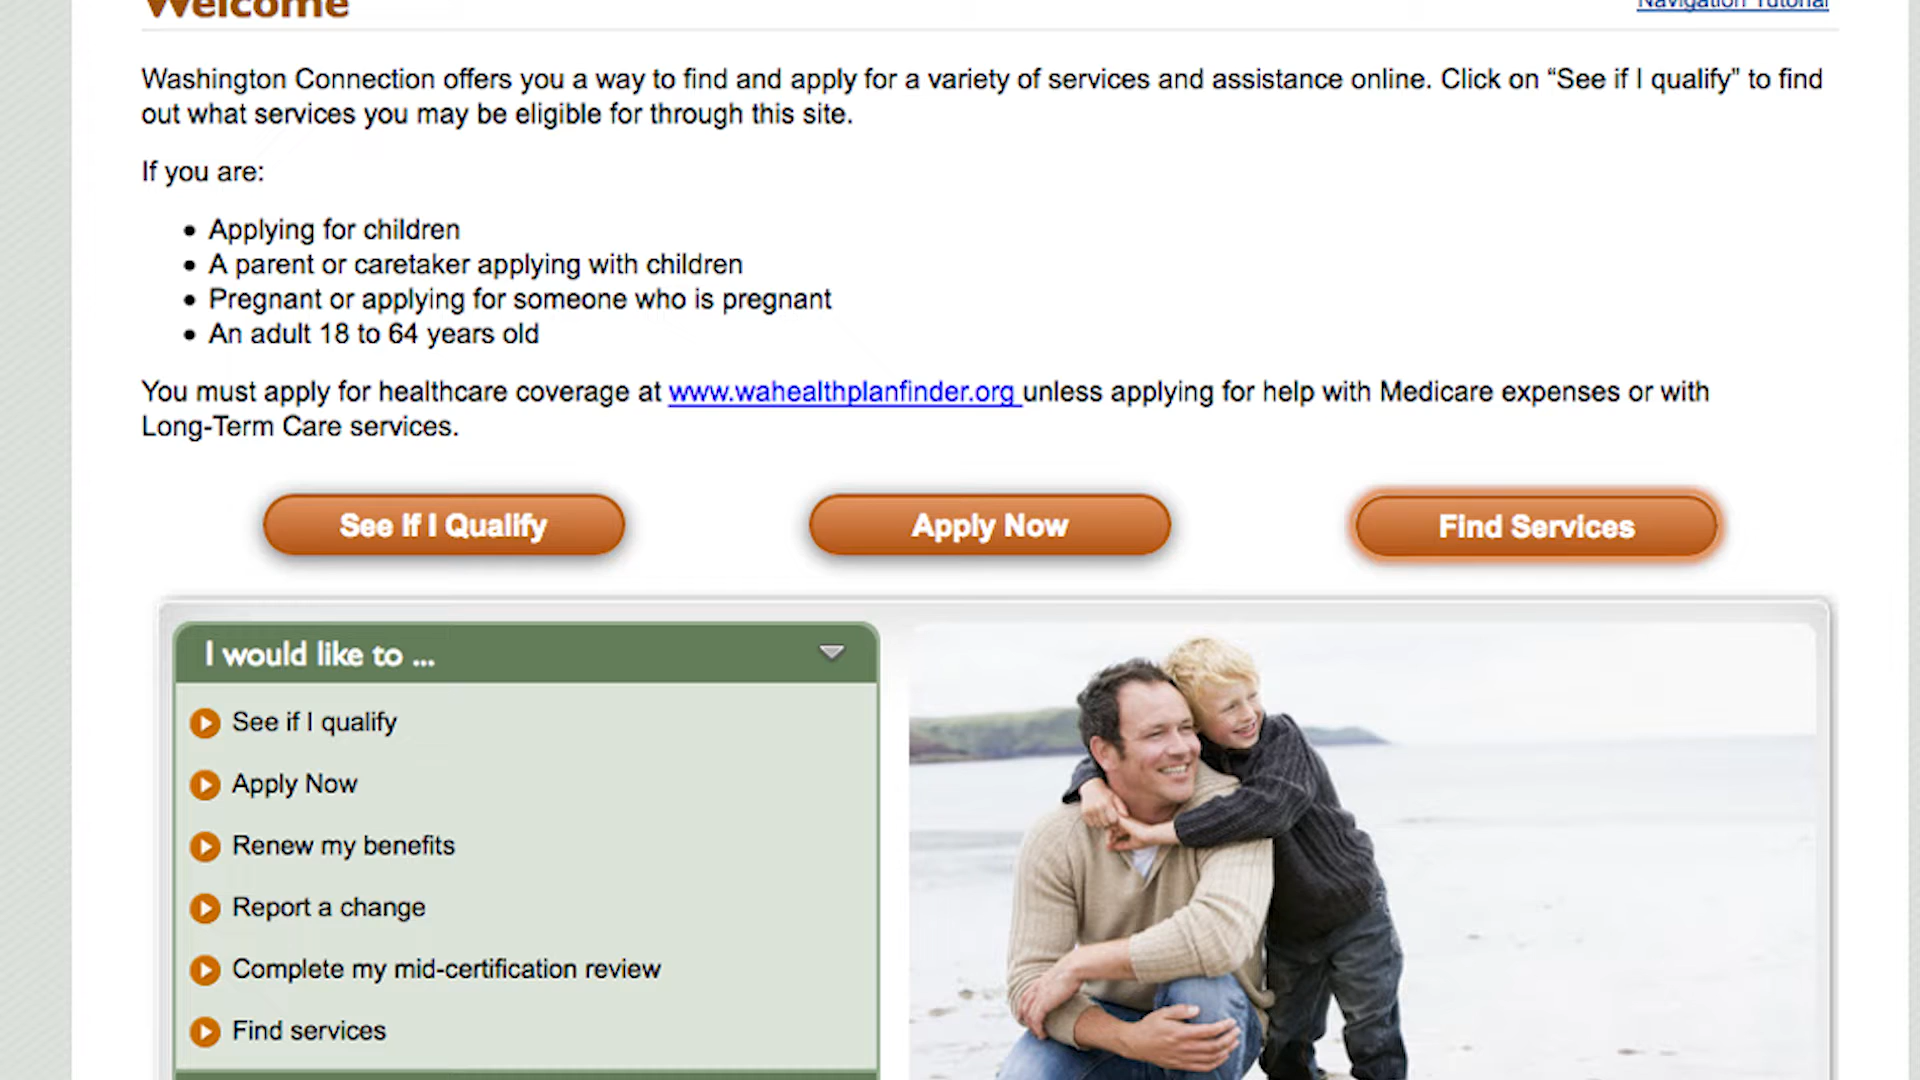 Welcome
Navigation Tutorial
Washington Connection offers you a way to find and apply for a variety of services and assistance online. Click on “See if I qualify” to find
out what services you may be eligible for through this site.
If you are:
• Applying for children
• A parent or caretaker applying with children
• Pregnant or applying for someone who is pregnant
• An adult 18 to 64 years old
You must apply for healthcare coverage at www.wahealthplanfinder.org unless applying for help with Medicare expenses or with
Long-Term Care services.
See If I Qualify
Apply Now
Find Services
I would like to ...
See if I qualify
Apply Now
Renew my benefits
Report a change
Complete my mid-certification review
Find services